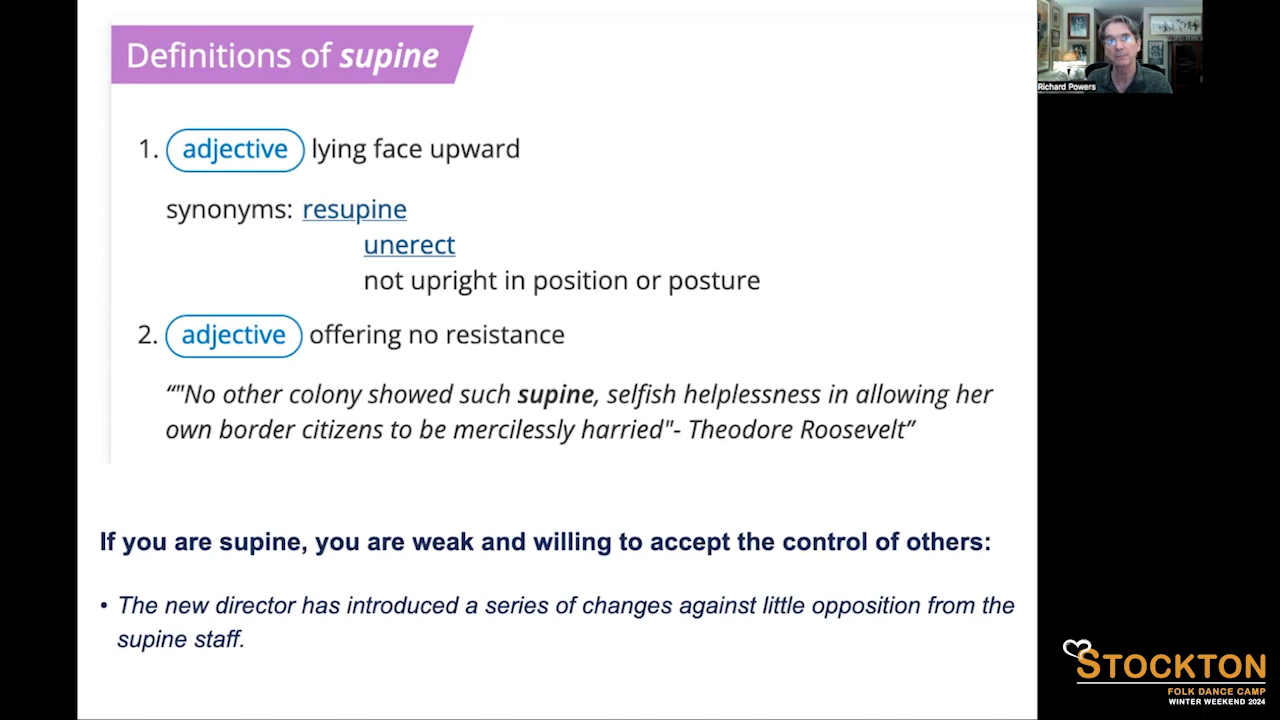 Definitions of supine
1. adjective lying face upward
synonyms: resupine
unerect
not upright in position or posture
2. adjective offering no resistance
“"No other colony showed such supine, selfish helplessness in allowing her
own border citizens to be mercilessly harried"- Theodore Roosevelt”
If you are supine, you are weak and willing to accept the control of others:
• The new director has introduced a series of changes against little opposition from the
supine staff.
Richard Powers
STOCKTON
FOLK DANCE CAMP
WINTER WEEKEND 2024